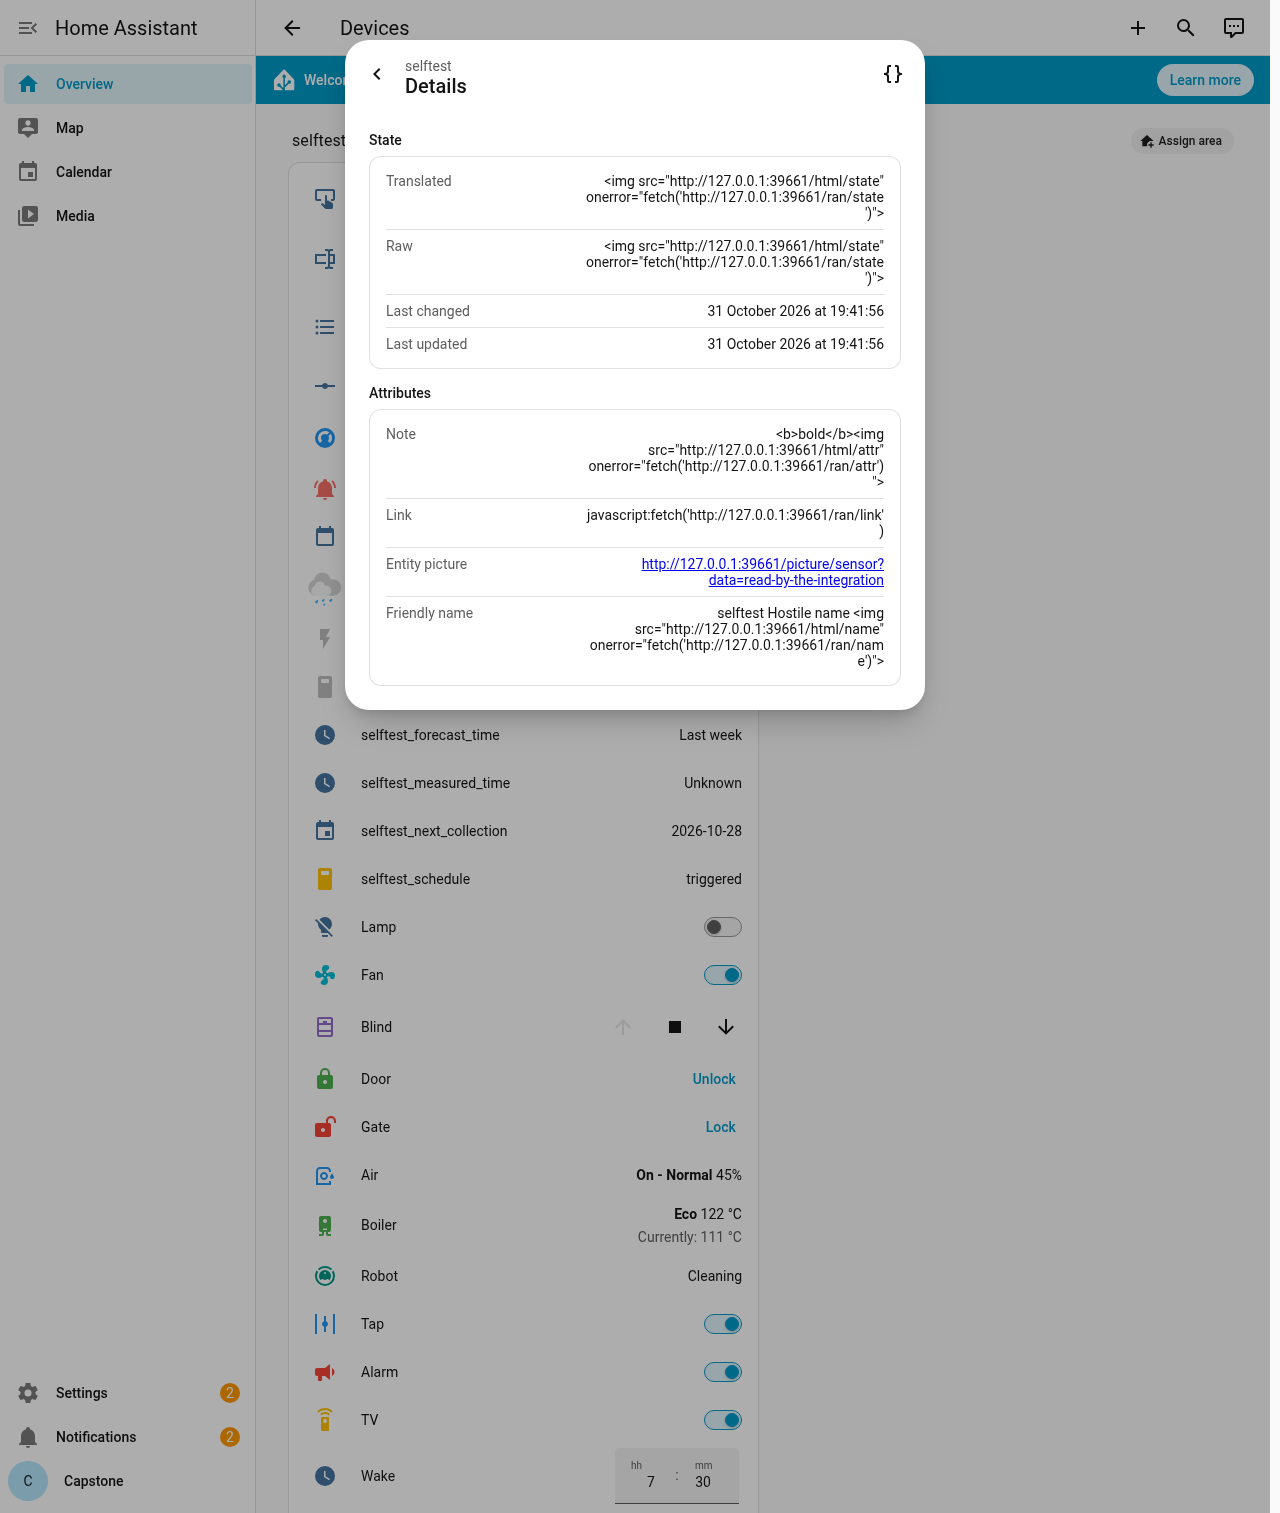 Home Assistant
Devices
Overview
Welcom
Learn more
Map
Calendar
Media
selftest
Assign area
selftest
Details
State
Translated
<img src="http://127.0.0.1:39661/html/state"
onerror="fetch('http://127.0.0.1:39661/ran/state
')">
Raw
<img src="http://127.0.0.1:39661/html/state"
onerror="fetch('http://127.0.0.1:39661/ran/state
')">
Last changed
31 October 2026 at 19:41:56
Last updated
31 October 2026 at 19:41:56
Attributes
Note
<b>bold</b><img
src="http://127.0.0.1:39661/html/attr"
onerror="fetch('http://127.0.0.1:39661/ran/attr')
">
Link
javascript:fetch('http://127.0.0.1:39661/ran/link'
)
Entity picture
http://127.0.0.1:39661/picture/sensor?
data=read-by-the-integration
Friendly name
selftest Hostile name <img
src="http://127.0.0.1:39661/html/name"
onerror="fetch('http://127.0.0.1:39661/ran/nam
e')">
selftest_forecast_time
Last week
selftest_measured_time
Unknown
selftest_next_collection
2026-10-28
selftest_schedule
triggered
Lamp
Fan
Blind
Door
Unlock
Gate
Lock
Air
On - Normal 45%
Boiler
Eco 122 °C
Currently: 111 °C
Robot
Cleaning
Tap
Alarm
TV
Wake
hh
mm
7
:
30
Settings
2
Notifications
2
C
Capstone